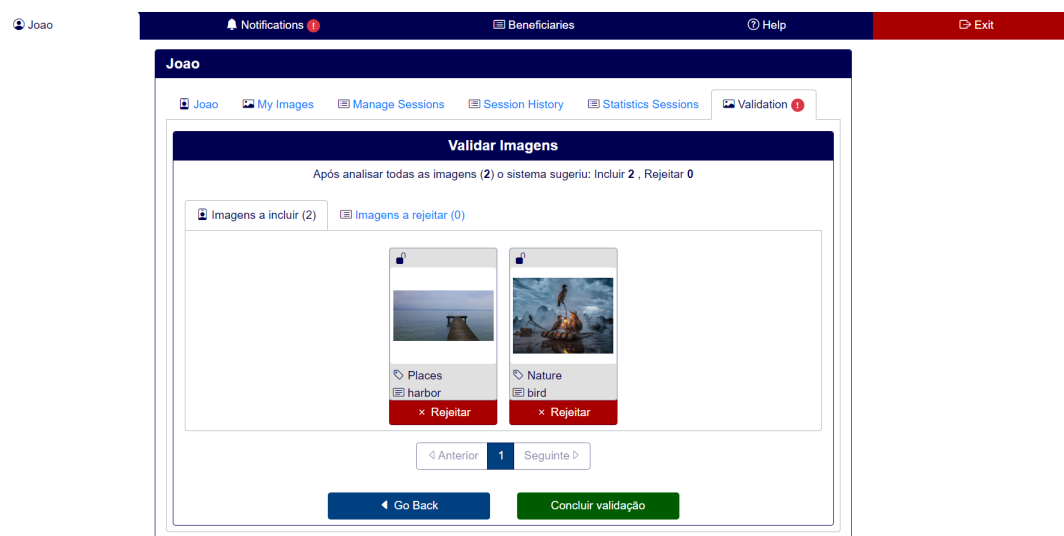 Joao
Notifications !
Beneficiaries
Help
Exit
Joao
Joao
My Images
Manage Sessions
Session History
Statistics Sessions
Validation !
Validar Imagens
Após analisar todas as imagens (2) o sistema sugeriu: Incluir 2 , Rejeitar 0
Imagens a incluir (2)
Imagens a rejeitar (0)
Places
harbor
× Rejeitar
Nature
bird
× Rejeitar
Anterior
1
Seguinte
Go Back
Concluir validação